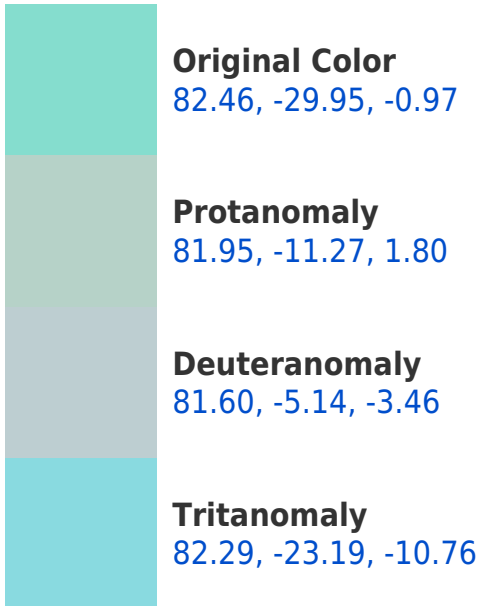 Original Color
82.46, -29.95, -0.97
Protanomaly
81.95, -11.27, 1.80
Deuteranomaly
81.60, -5.14, -3.46
Tritanomaly
82.29, -23.19, -10.76